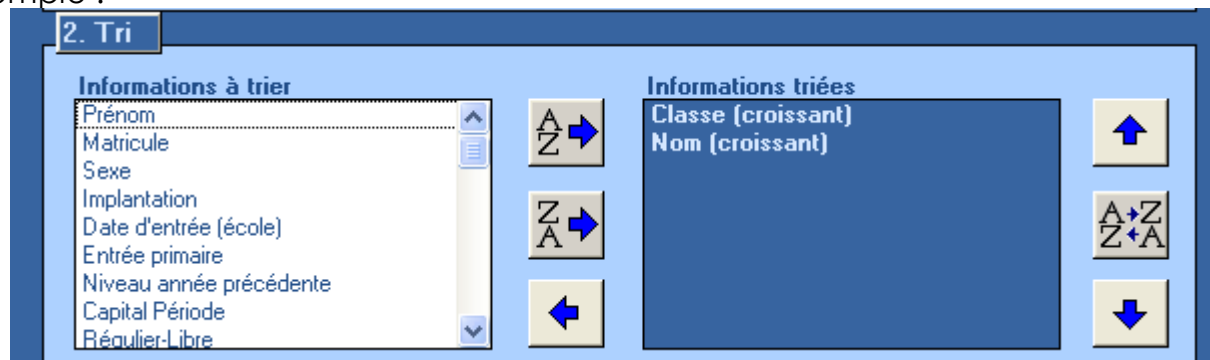 2. Tri
Informations à trier
Prénom
Matricule
Sexe
Implantation
Date d'entrée (école)
Entrée primaire
Niveau année précédente
Capital Période
Régulier-Libre
A
Z
Z
A
Informations triées
Classe (croissant)
Nom (croissant)
A Z
Z A